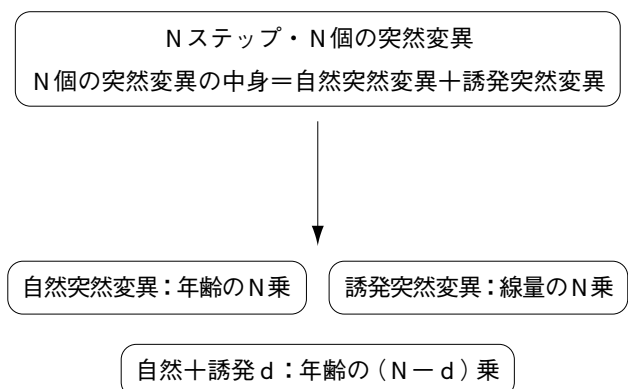 Nステップ・N個の突然変異
N個の突然変異の中身＝自然突然変異＋誘発突然変異
自然突然変異：年齢のN乗
誘発突然変異：線量のN乗
自然＋誘発d：年齢の(N－d)乗